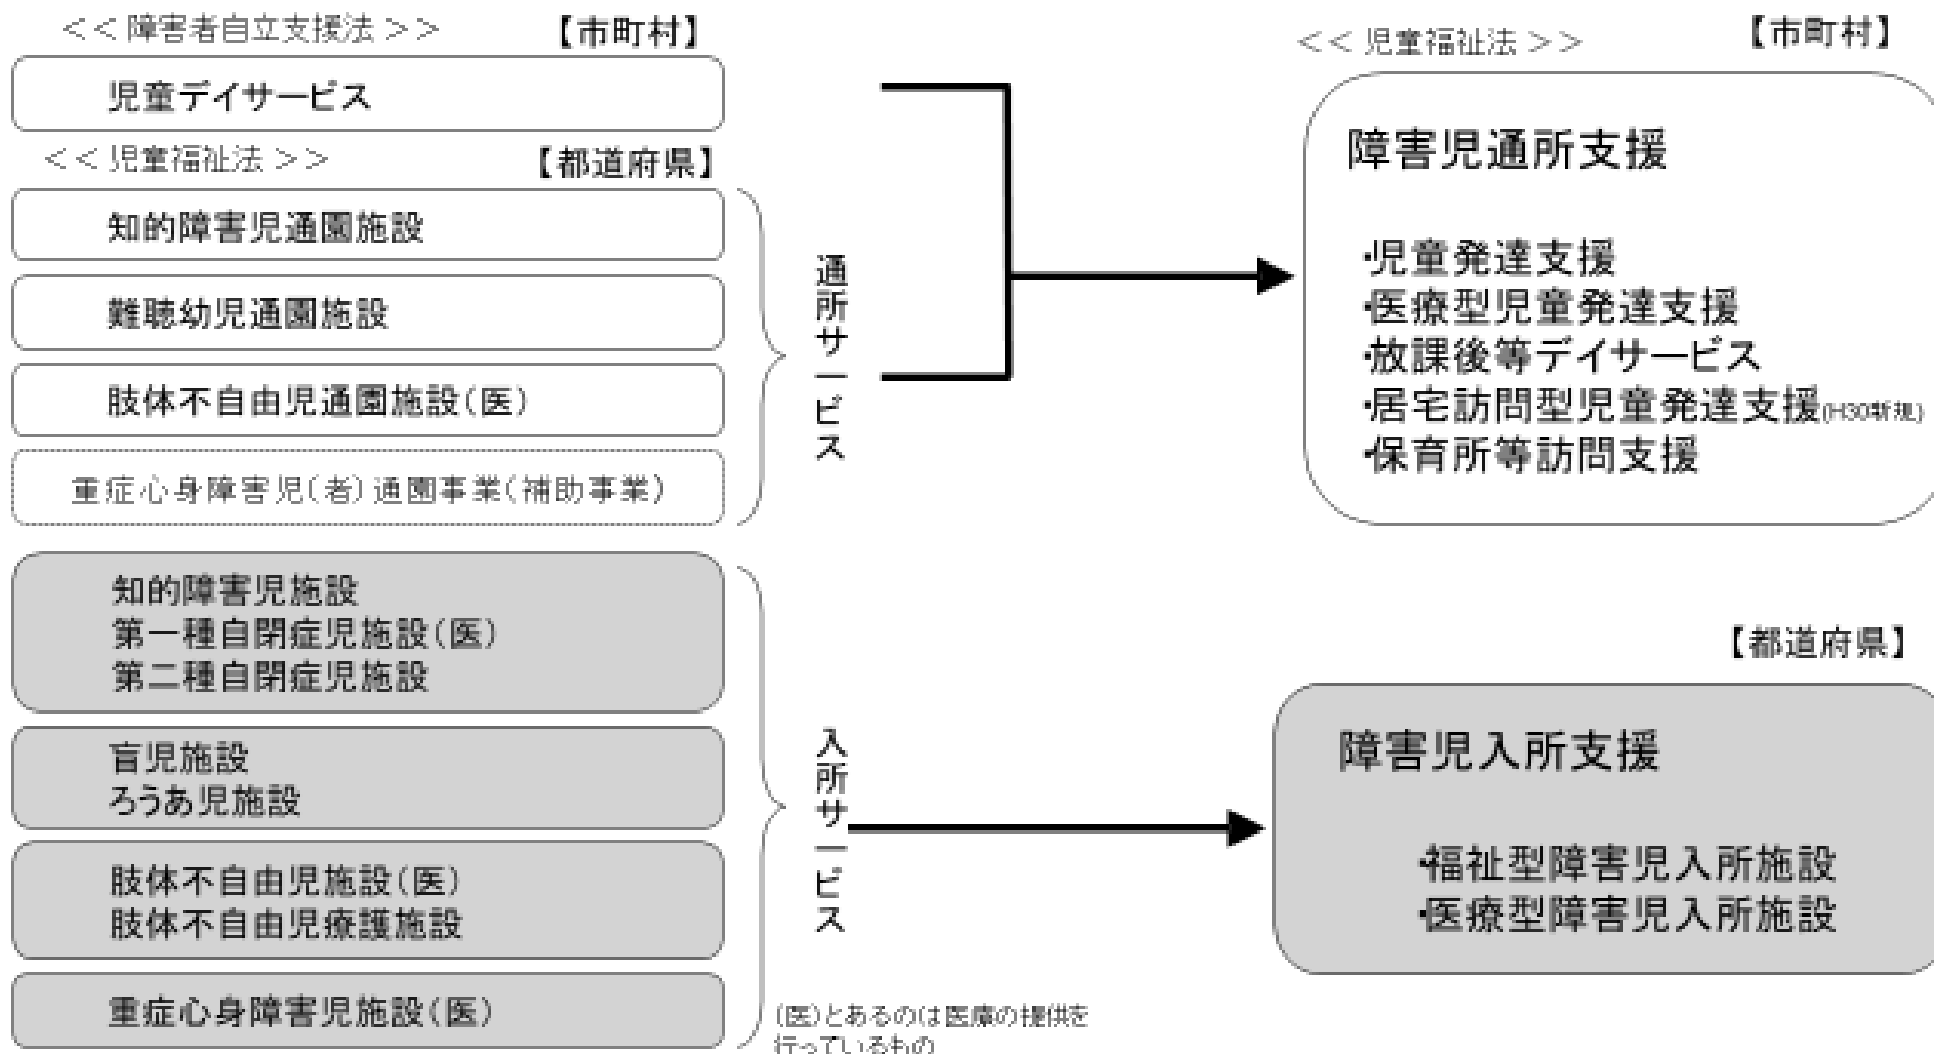 ＜＜障害者自立支援法＞＞
【市町村】
児童デイサービス
＜＜児童福祉法＞＞
【都道府県】
知的障害児通園施設
難聴幼児通園施設
肢体不自由児通園施設(医)
重症心身障害児(者)通園事業(補助事業)
通所サービス
知的障害児施設
第一種自閉症児施設(医)
第二種自閉症児施設
盲児施設
ろうあ児施設
肢体不自由児施設(医)
肢体不自由児療護施設
重症心身障害児施設(医)
入所サービス
(医)とあるのは医療の提供を
行っているもの
＜＜児童福祉法＞＞
【市町村】
障害児通所支援
・児童発達支援
・医療型児童発達支援
・放課後等デイサービス
・居宅訪問型児童発達支援(H30新規)
・保育所等訪問支援
【都道府県】
障害児入所支援
・福祉型障害児入所施設
・医療型障害児入所施設